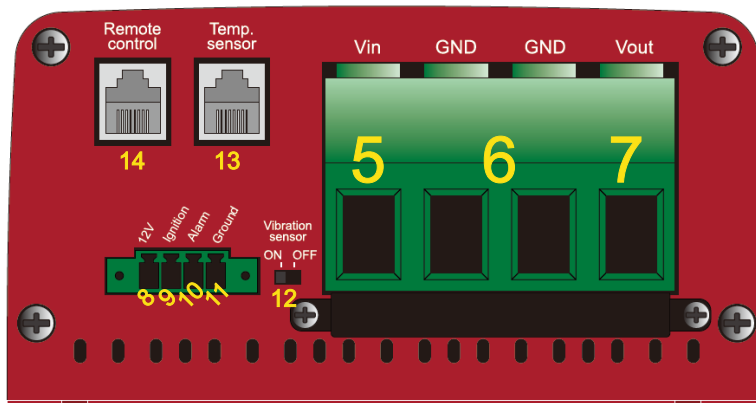 Remote control
Temp. sensor
Vin GND GND Vout
14
13
5 6 7
12V Ignition Alarm Ground
Vibration sensor
ON OFF
8 9 10 11
12